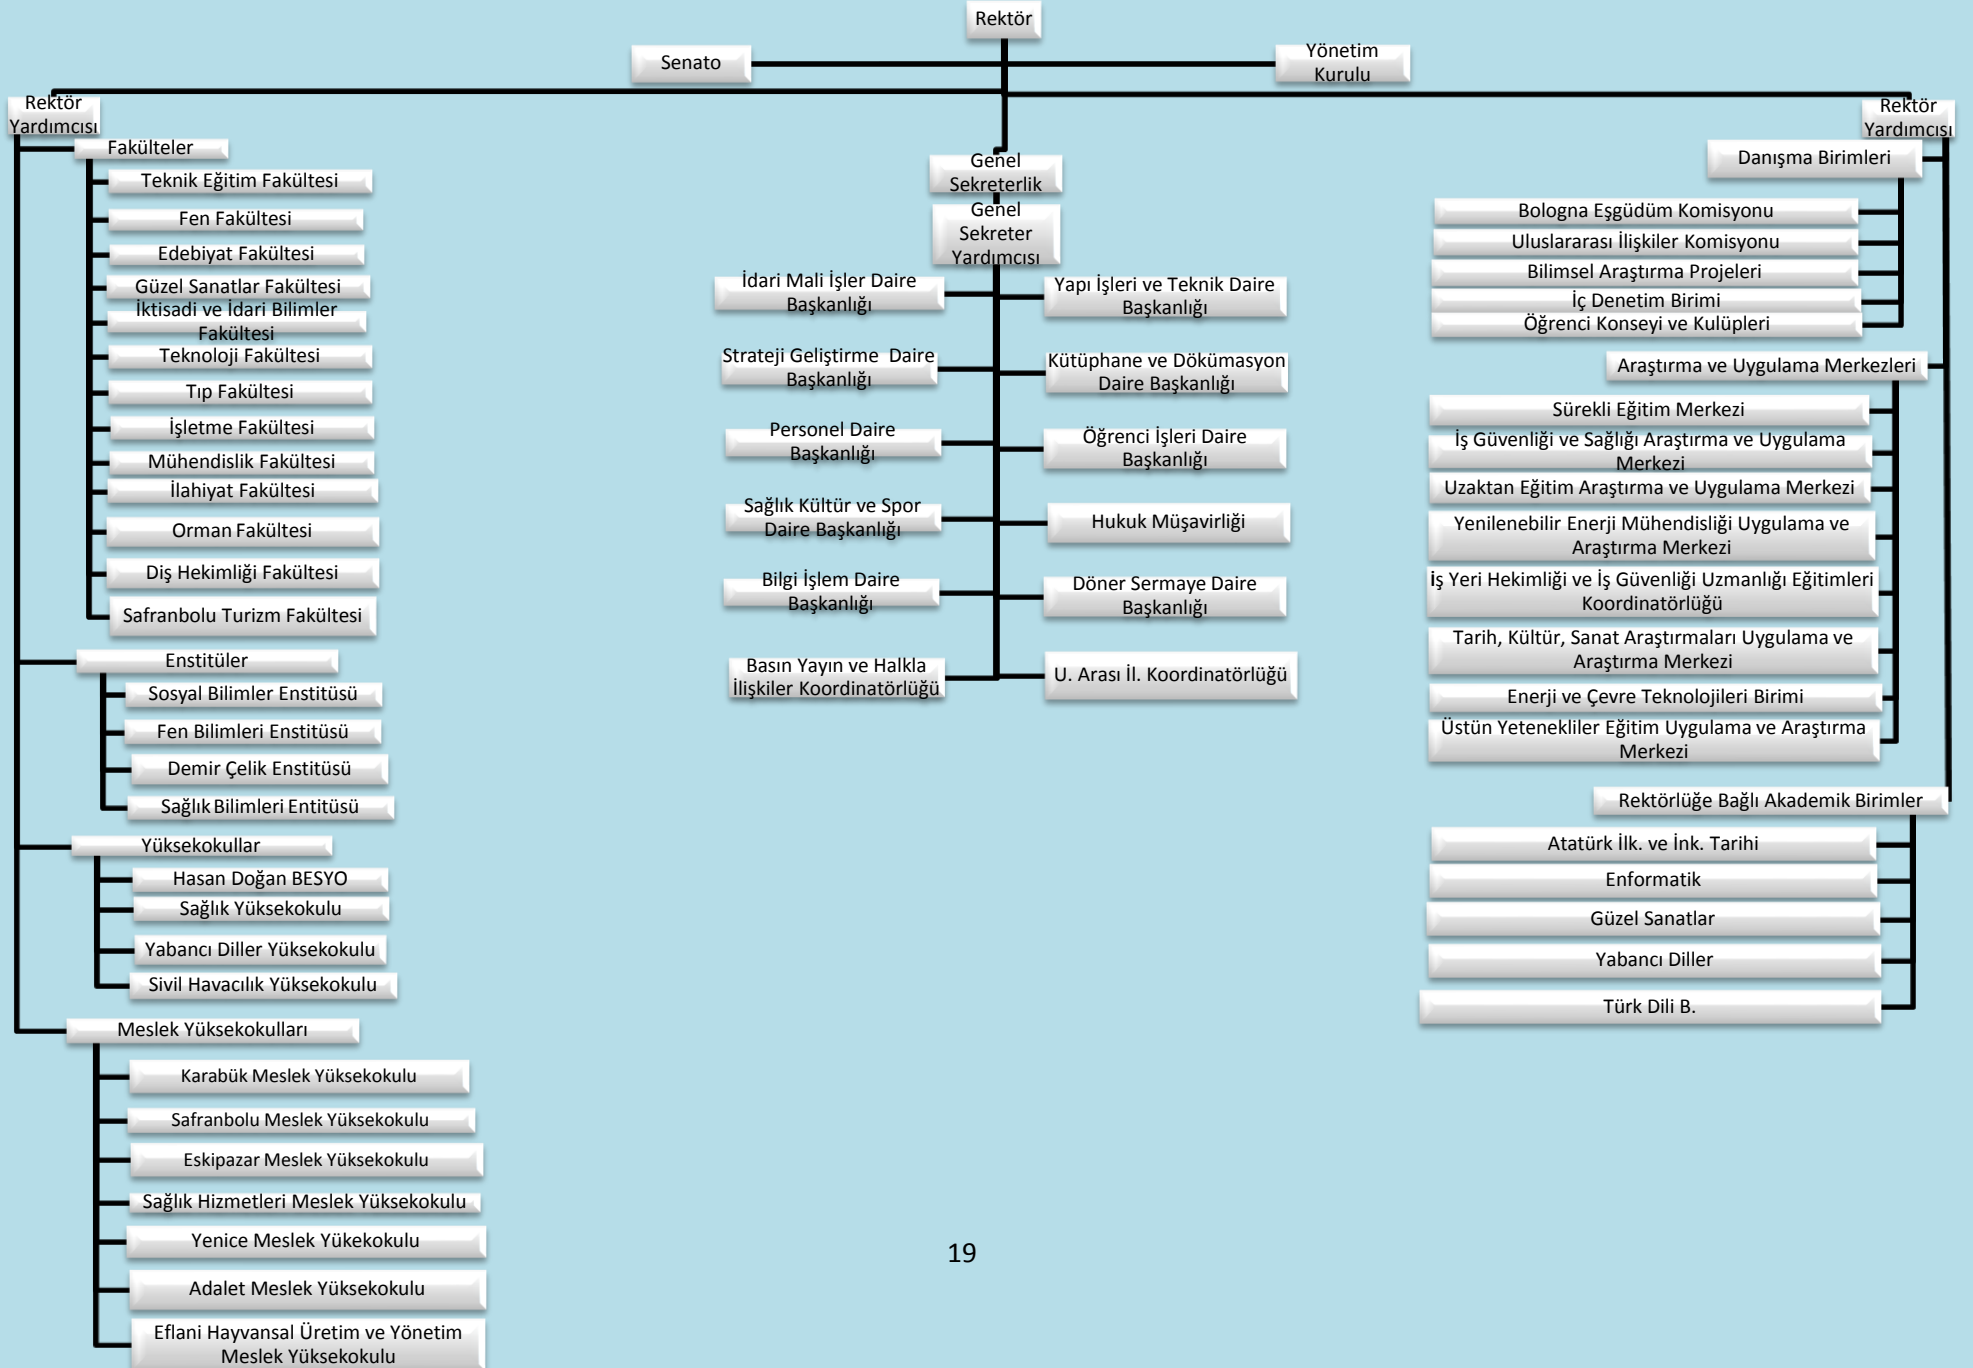 Rektör
Senato
Yönetim
Kurulu
Rektör
Yardımcısı
Fakülteler
Teknik Eğitim Fakültesi
Fen Fakültesi
Edebiyat Fakültesi
Güzel Sanatlar Fakültesi
İktisadi ve İdari Bilimler
Fakültesi
Teknoloji Fakültesi
Tıp Fakültesi
İşletme Fakültesi
Mühendislik Fakültesi
İlahiyat Fakültesi
Orman Fakültesi
Diş Hekimliği Fakültesi
Safranbolu Turizm Fakültesi
Enstitüler
Sosyal Bilimler Enstitüsü
Fen Bilimleri Enstitüsü
Demir Çelik Enstitüsü
Sağlık Bilimleri Entitüsü
Yüksekokullar
Hasan Doğan BESYO
Sağlık Yüksekokulu
Yabancı Diller Yüksekokulu
Sivil Havacılık Yüksekokulu
Meslek Yüksekokulları
Karabük Meslek Yüksekokulu
Safranbolu Meslek Yüksekokulu
Eskipazar Meslek Yüksekokulu
Sağlık Hizmetleri Meslek Yüksekokulu
Yenice Meslek Yükekokulu
Adalet Meslek Yüksekokulu
Eflani Hayvansal Üretim ve Yönetim
Meslek Yüksekokulu
Genel
Sekreterlik
Genel
Sekreter
Yardımcısı
İdari Mali İşler Daire
Başkanlığı
Yapı İşleri ve Teknik Daire
Başkanlığı
Strateji Geliştirme Daire
Başkanlığı
Kütüphane ve Dökümasyon
Daire Başkanlığı
Personel Daire
Başkanlığı
Öğrenci İşleri Daire
Başkanlığı
Sağlık Kültür ve Spor
Daire Başkanlığı
Hukuk Müşavirliği
Bilgi İşlem Daire
Başkanlığı
Döner Sermaye Daire
Başkanlığı
Basın Yayın ve Halkla
İlişkiler Koordinatörlüğü
U. Arası İl. Koordinatörlüğü
Rektör
Yardımcısı
Danışma Birimleri
Bologna Eşgüdüm Komisyonu
Uluslararası İlişkiler Komisyonu
Bilimsel Araştırma Projeleri
İç Denetim Birimi
Öğrenci Konseyi ve Kulüpleri
Araştırma ve Uygulama Merkezleri
Sürekli Eğitim Merkezi
İş Güvenliği ve Sağlığı Araştırma ve Uygulama
Merkezi
Uzaktan Eğitim Araştırma ve Uygulama Merkezi
Yenilenebilir Enerji Mühendisliği Uygulama ve
Araştırma Merkezi
İş Yeri Hekimliği ve İş Güvenliği Uzmanlığı Eğitimleri
Koordinatörlüğü
Tarih, Kültür, Sanat Araştırmaları Uygulama ve
Araştırma Merkezi
Enerji ve Çevre Teknolojileri Birimi
Üstün Yetenekliler Eğitim Uygulama ve Araştırma
Merkezi
Rektörlüğe Bağlı Akademik Birimler
Atatürk İlk. ve İnk. Tarihi
Enformatik
Güzel Sanatlar
Yabancı Diller
Türk Dili B.
19